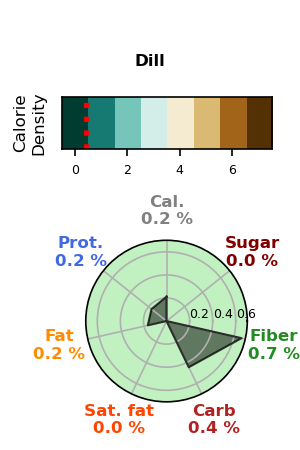 Dill
Calorie
Density
0 2 4 6
Cal.
0.2 %
Prot.
0.2 %
Sugar
0.0 %
0.2 0.4 0.6
Fat
0.2 %
Fiber
0.7 %
Sat. fat
0.0 %
Carb
0.4 %